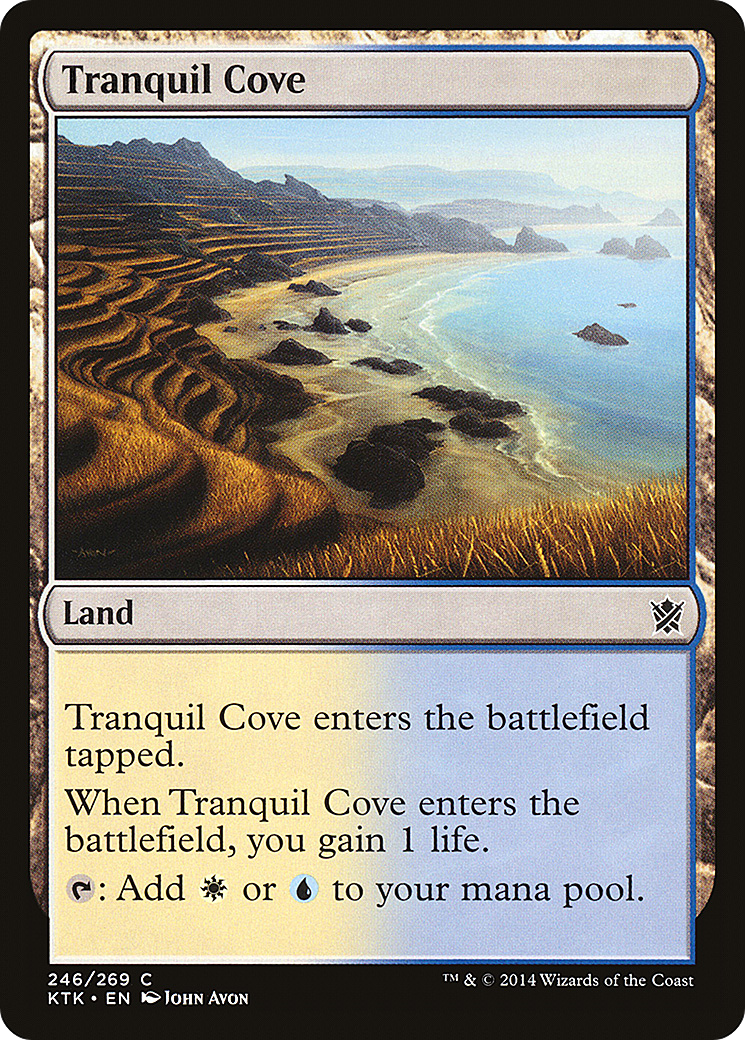 Tranquil Cove
-AVON-
Land
Tranquil Cove enters the battlefield
tapped.
When Tranquil Cove enters the
battlefield, you gain 1 life.
: Add or to your mana pool.
246/269 C
KTK • EN John Avon
™ & © 2014 Wizards of the Coast